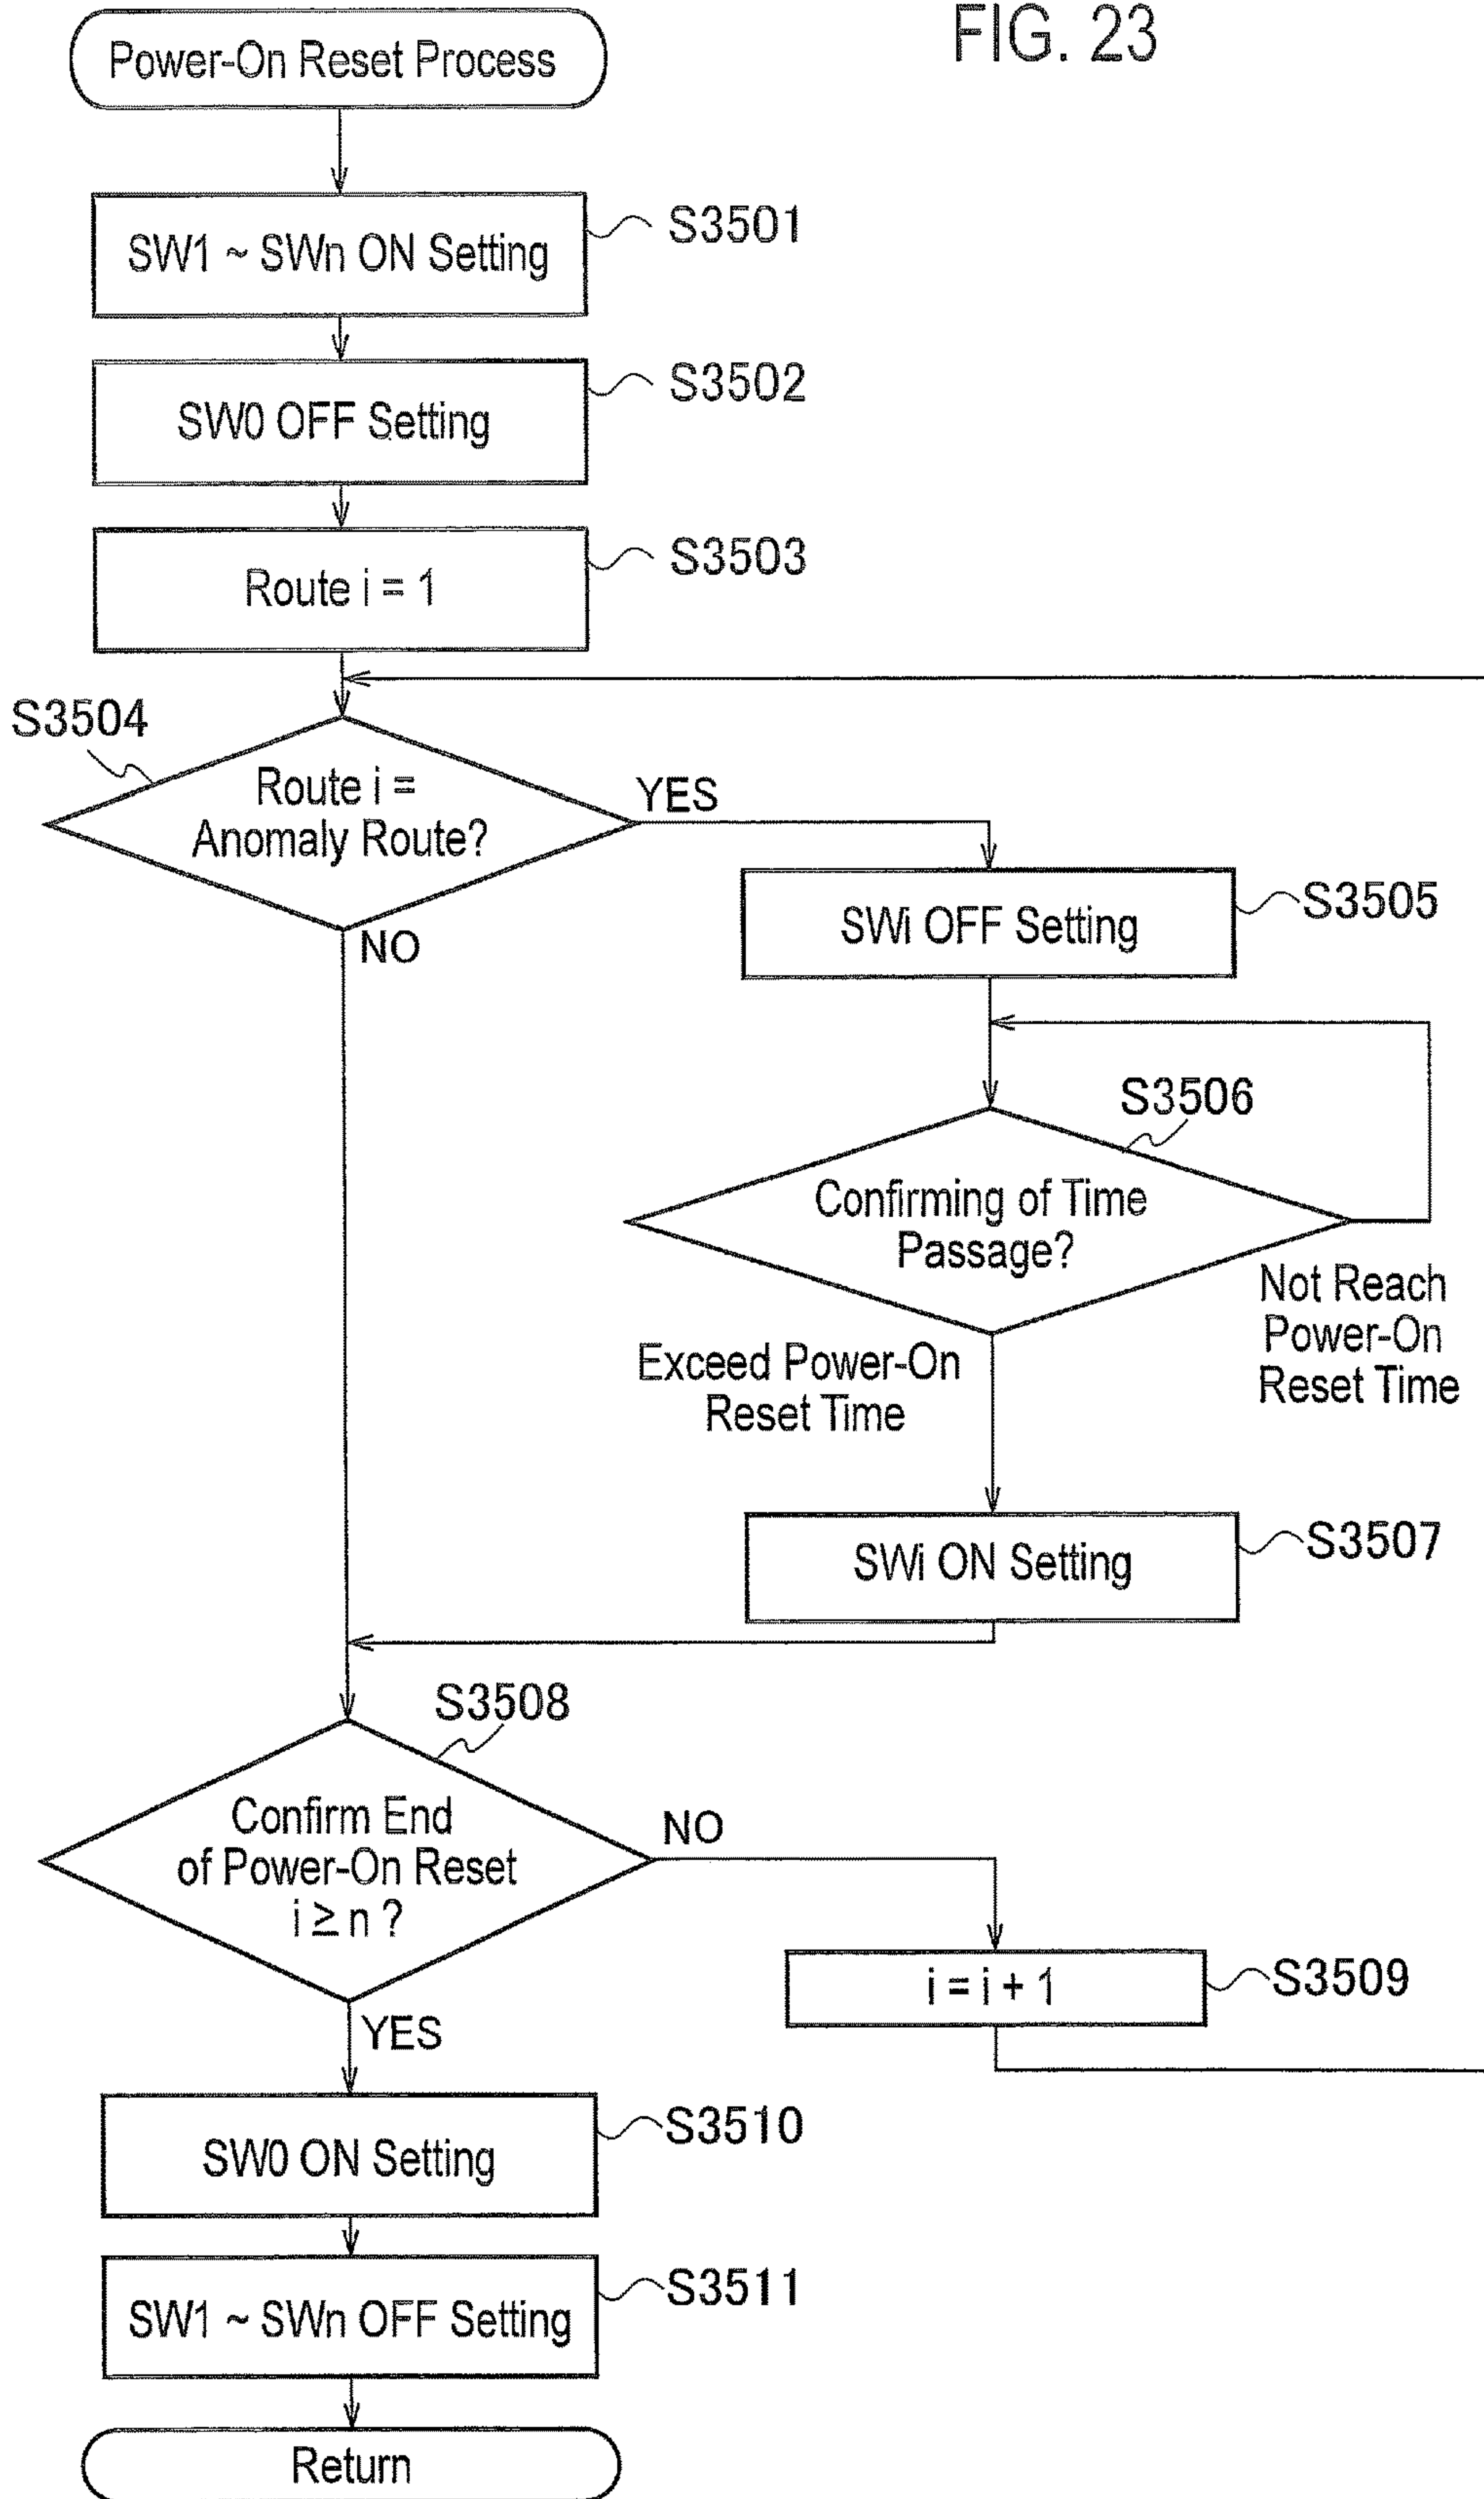 FIG. 23
Power-On Reset Process
SW1 ~ SWn ON Setting
S3501
SW0 OFF Setting
S3502
Route i = 1
S3503
S3504
Route i =
Anomaly Route?
YES
NO
SWi OFF Setting
S3505
S3506
Confirming of Time
Passage?
Not Reach
Power-On
Reset Time
Exceed Power-On
Reset Time
SWi ON Setting
S3507
S3508
Confirm End
of Power-On Reset
i ≥ n ?
NO
YES
i = i + 1
S3509
SW0 ON Setting
S3510
SW1 ~ SWn OFF Setting
S3511
Return